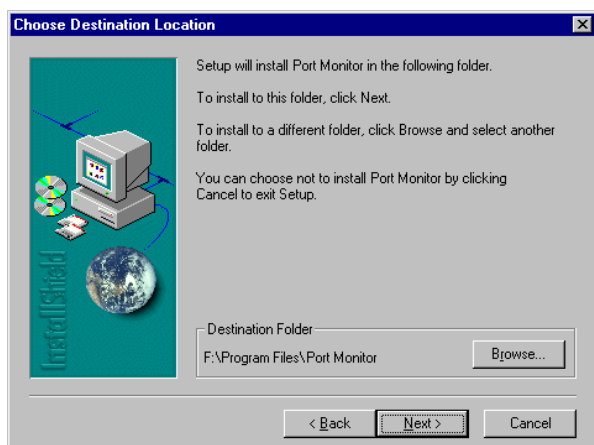 Choose Destination Location
Setup will install Port Monitor in the following folder.
To install to this folder, click Next.
To install to a different folder, click Browse and select another
folder.
You can choose not to install Port Monitor by clicking
Cancel to exit Setup.
InstallShield
Destination Folder
F:\Program Files\Port Monitor
Browse...
< Back
Next >
Cancel